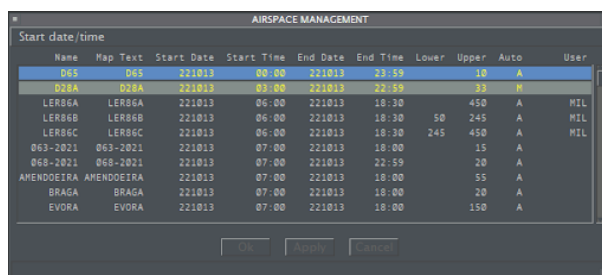 AIRSPACE MANAGEMENT
Start date/time
Name Map Text Start Date Start Time End Date End Time Lower Upper Auto User
D65 D65 221013 00:00 221013 23:59 10 A
D28A D28A 221013 03:00 221013 22:59 33 M
LER86A LER86A 221013 06:00 221013 18:30 450 A MIL
LER86B LER86B 221013 06:00 221013 18:30 50 245 A MIL
LER86C LER86C 221013 06:00 221013 18:30 245 450 A MIL
063-2021 063-2021 221013 07:00 221013 18:00 15 A
068-2021 068-2021 221013 07:00 221013 22:59 20 A
AMENDOEIRA AMENDOEIRA 221013 07:00 221013 18:00 55 A
BRAGA BRAGA 221013 07:00 221013 18:00 20 A
EVORA EVORA 221013 07:00 221013 18:00 150 A
Ok Apply Cancel